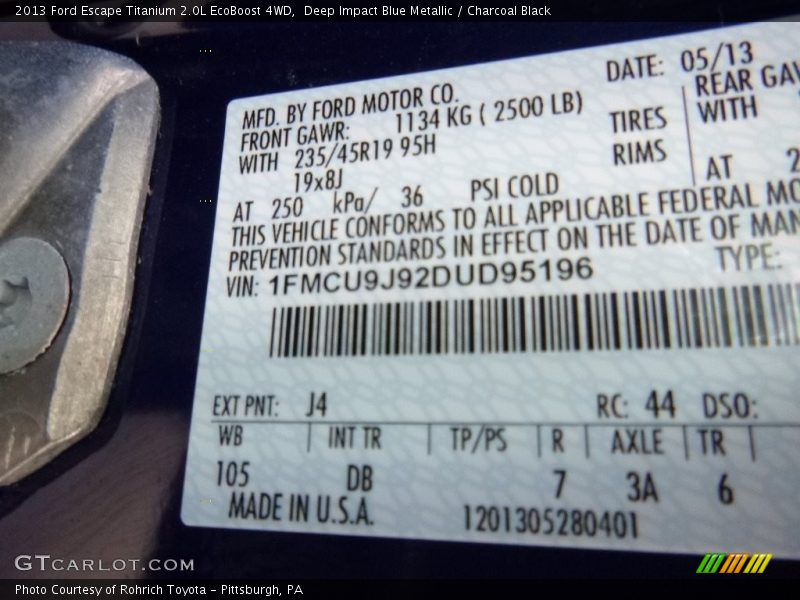 2013 Ford Escape Titanium 2.0L EcoBoost 4WD,  Deep Impact Blue Metallic / Charcoal Black
MFD. BY FORD MOTOR CO.
DATE: 05/13
FRONT GAWR: 1134 KG ( 2500 LB)
REAR
WITH 235/45R19 95H TIRES WITH
19x8J RIMS
AT 250 kPa/ 36 PSI COLD AT
THIS VEHICLE CONFORMS TO ALL APPLICABLE FEDERAL
PREVENTION STANDARDS IN EFFECT ON THE DATE OF
VIN: 1FMCU9J92DUD95196 TYPE:
EXT PNT: J4 RC: 44 DSO:
WB INT TR TP/PS R AXLE TR
105 DB 7 3A 6
MADE IN U.S.A. 1201305280401
GTCARLOT.COM
Photo Courtesy of Rohrich Toyota - Pittsburgh, PA